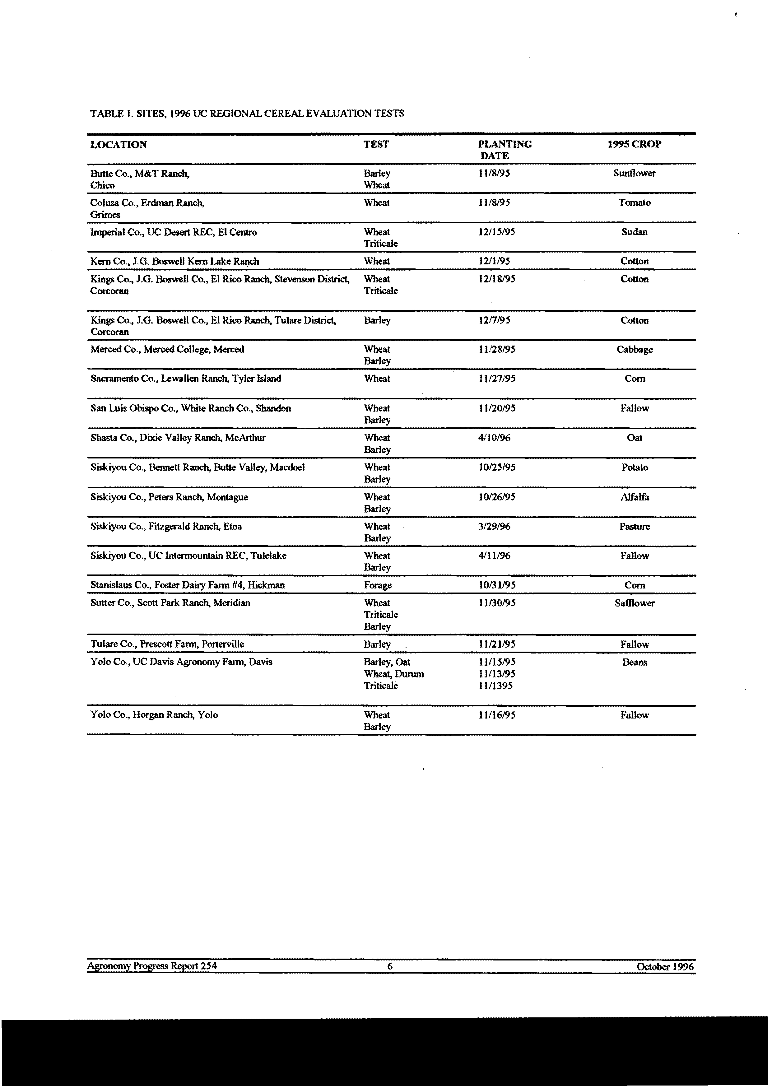 TABLE 1. SITES, 1996 UC REGIONAL CEREAL EVALUATION TESTS
LOCATION TEST PLANTING DATE 1995 CROP
Butte Co., M&T Ranch, Barley 11/8/95 Sunflower
Chico Wheat
Colusa Co., Erdman Ranch, Wheat 11/8/95 Tomato
Grimes
Imperial Co., UC Desert REC, El Centro Wheat 12/15/95 Sudan
Triticale
Kern Co., J.G. Boswell Kern Lake Ranch Wheat 12/1/95 Cotton
Kings Co., J.G. Boswell Co., El Rico Ranch, Stevenson District, Wheat 12/18/95 Cotton
Corcoran Triticale
Kings Co., J.G. Boswell Co., El Rico Ranch, Tulare District, Barley 12/7/95 Cotton
Corcoran
Merced Co., Merced College, Merced Wheat 11/28/95 Cabbage
Barley
Sacramento Co., Lewallen Ranch, Tyler Island Wheat 11/27/95 Corn
San Luis Obispo Co., White Ranch Co., Shandon Wheat 11/20/95 Fallow
Barley
Shasta Co., Dixie Valley Ranch, McArthur Wheat 4/10/96 Oat
Barley
Siskiyou Co., Bennett Ranch, Butte Valley, Macdoel Wheat 10/25/95 Potato
Barley
Siskiyou Co., Peters Ranch, Montague Wheat 10/26/95 Alfalfa
Barley
Siskiyou Co., Fitzgerald Ranch, Etna Wheat 3/29/96 Pasture
Barley
Siskiyou Co., UC Intermountain REC, Tulelake Wheat 4/11/96 Fallow
Barley
Stanislaus Co., Foster Dairy Farm #4, Hickman Forage 10/31/95 Corn
Sutter Co., Scott Park Ranch, Meridian Wheat 11/30/95 Safflower
Triticale
Barley
Tulare Co., Prescott Farm, Porterville Barley 11/21/95 Fallow
Yolo Co., UC Davis Agronomy Farm, Davis Barley, Oat 11/15/95 Beans
Wheat, Durum 11/13/95
Triticale 11/1395
Yolo Co., Horgan Ranch, Yolo Wheat 11/16/95 Fallow
Barley
Agronomy Progress Report 254 6 October 1996